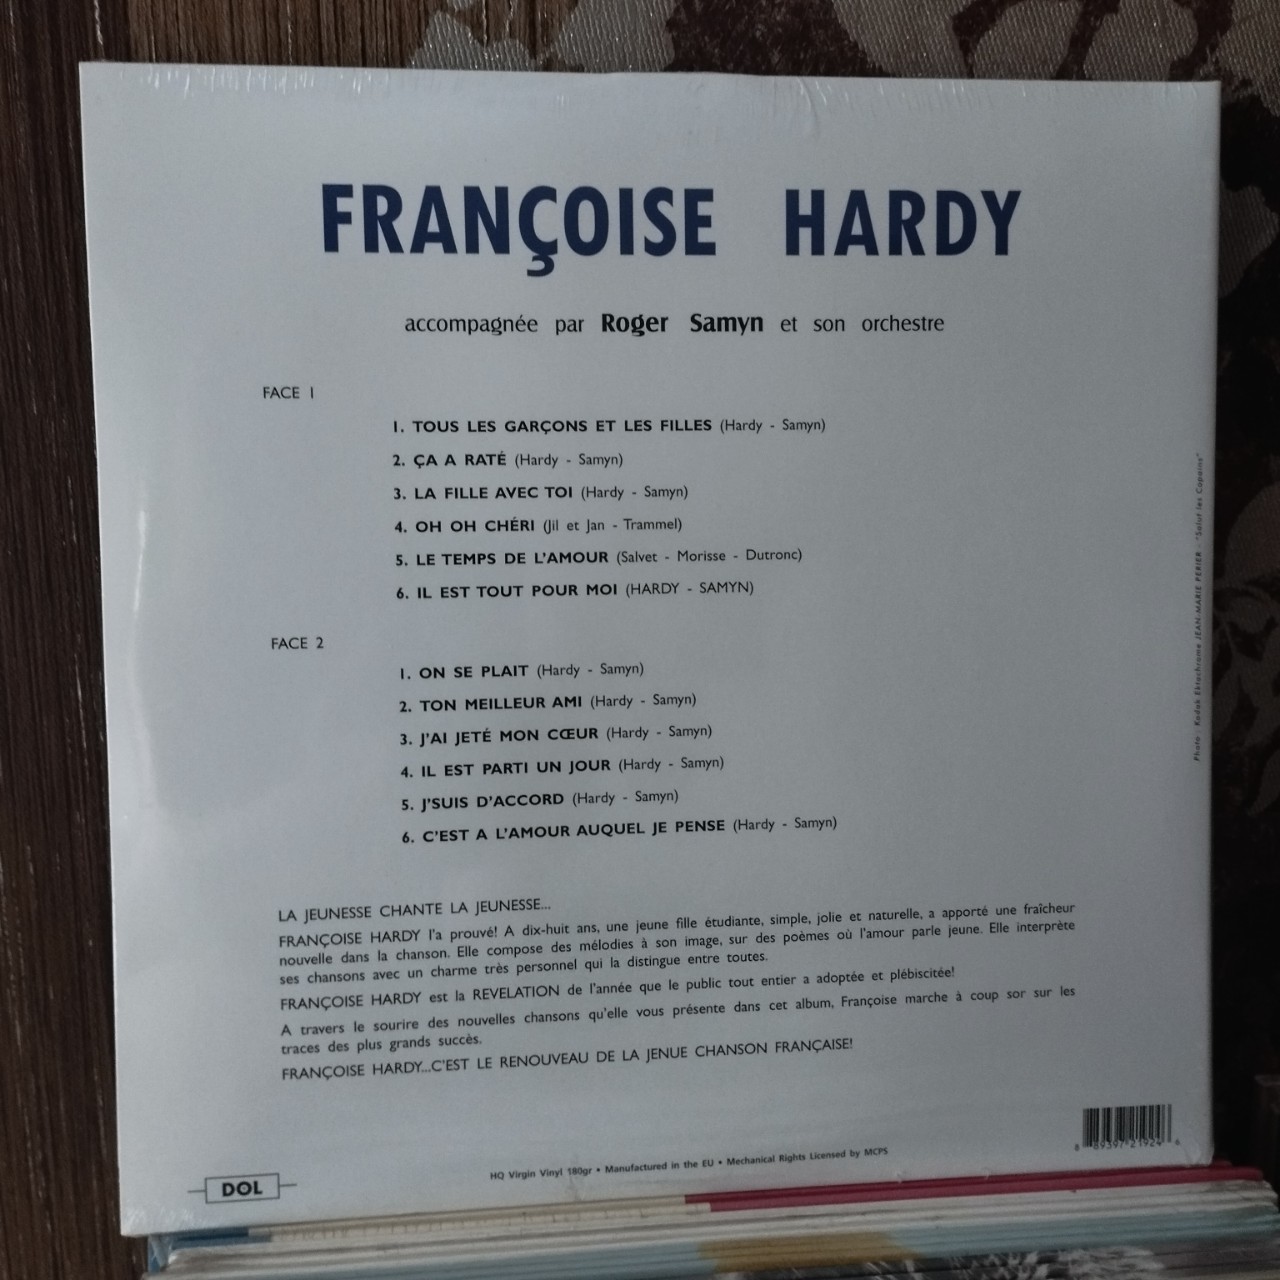 FRANÇOISE HARDY
accompagnée par Roger Samyn et son orchestre
FACE 1
1. TOUS LES GARÇONS ET LES FILLES (Hardy - Samyn)
2. ÇA A RATÉ (Hardy - Samyn)
3. LA FILLE AVEC TOI (Hardy - Samyn)
4. OH OH CHÉRI (Jil et Jan - Trammel)
5. LE TEMPS DE L'AMOUR (Salvet - Morisse - Dutronc)
6. IL EST TOUT POUR MOI (HARDY - SAMYN)
FACE 2
1. ON SE PLAIT (Hardy - Samyn)
2. TON MEILLEUR AMI (Hardy - Samyn)
3. J'AI JETÉ MON CŒUR (Hardy - Samyn)
4. IL EST PARTI UN JOUR (Hardy - Samyn)
5. J'SUIS D'ACCORD (Hardy - Samyn)
6. C'EST A L'AMOUR AUQUEL JE PENSE (Hardy - Samyn)
LA JEUNESSE CHANTE LA JEUNESSE...
FRANÇOISE HARDY l'a prouvé! A dix-huit ans, une jeune fille étudiante, simple, jolie et naturelle, a apporté une fraîcheur
nouvelle dans la chanson. Elle compose des mélodies à son image, sur des poèmes où l'amour parle jeune. Elle interprète
ses chansons avec un charme très personnel qui la distingue entre toutes.
FRANÇOISE HARDY est la REVELATION de l'année que le public tout entier a adoptée et plébiscitée!
A travers le sourire des nouvelles chansons qu'elle vous présente dans cet album, Françoise marche à coup sor sur les
traces des plus grands succès.
FRANÇOISE HARDY...C'EST LE RENOUVEAU DE LA JENUE CHANSON FRANÇAISE!
Photo : Kodak Ektachrome JEAN-MARIE PERIER - "Salut les Copains"
DOL
HQ Virgin Vinyl 180gr • Manufactured in the EU • Mechanical Rights Licensed by MCPS